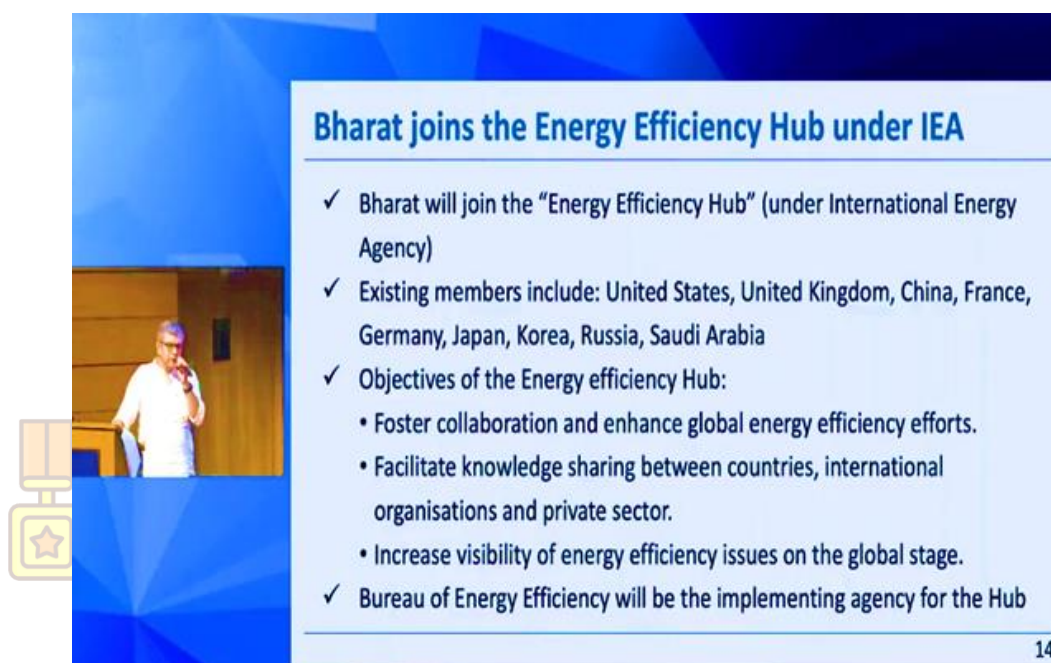 Bharat joins the Energy Efficiency Hub under IEA
✓ Bharat will join the “Energy Efficiency Hub” (under International Energy
Agency)
✓ Existing members include: United States, United Kingdom, China, France,
Germany, Japan, Korea, Russia, Saudi Arabia
✓ Objectives of the Energy efficiency Hub:
• Foster collaboration and enhance global energy efficiency efforts.
• Facilitate knowledge sharing between countries, international
organisations and private sector.
• Increase visibility of energy efficiency issues on the global stage.
✓ Bureau of Energy Efficiency will be the implementing agency for the Hub
14